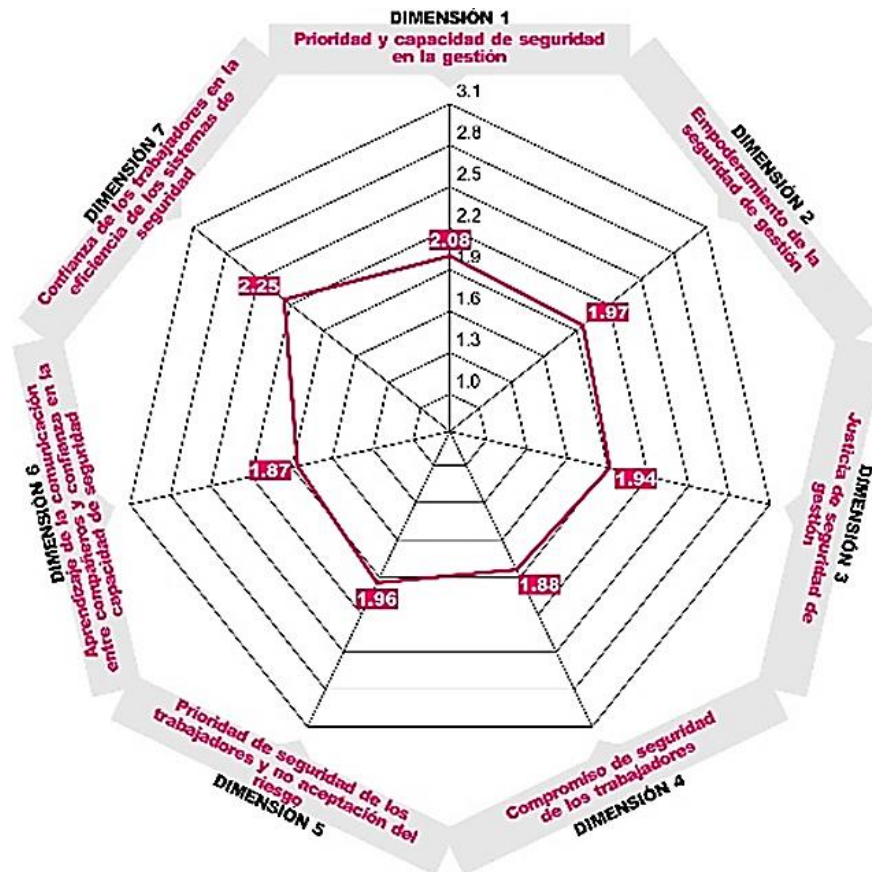 DIMENSIÓN 1
Prioridad y capacidad de seguridad
en la gestión
DIMENSIÓN 2
Empoderamiento de la
seguridad de gestión
DIMENSIÓN 3
Justicia de seguridad de
gestión
Compromiso de seguridad
de los trabajadores
DIMENSIÓN 4
Prioridad de seguridad de los
trabajadores y no aceptación del
riesgo
DIMENSIÓN 5
DIMENSIÓN 6
Aprendizaje de la comunicación
entre compañeros y confianza en la
capacidad de seguridad
DIMENSIÓN 7
Confianza de los trabajadores en la
eficiencia de los sistemas de
seguridad
3.1
2.8
2.5
2.2
2.08
1.9
1.6
1.3
1.0
1.97
1.94
1.88
1.96
1.87
2.25